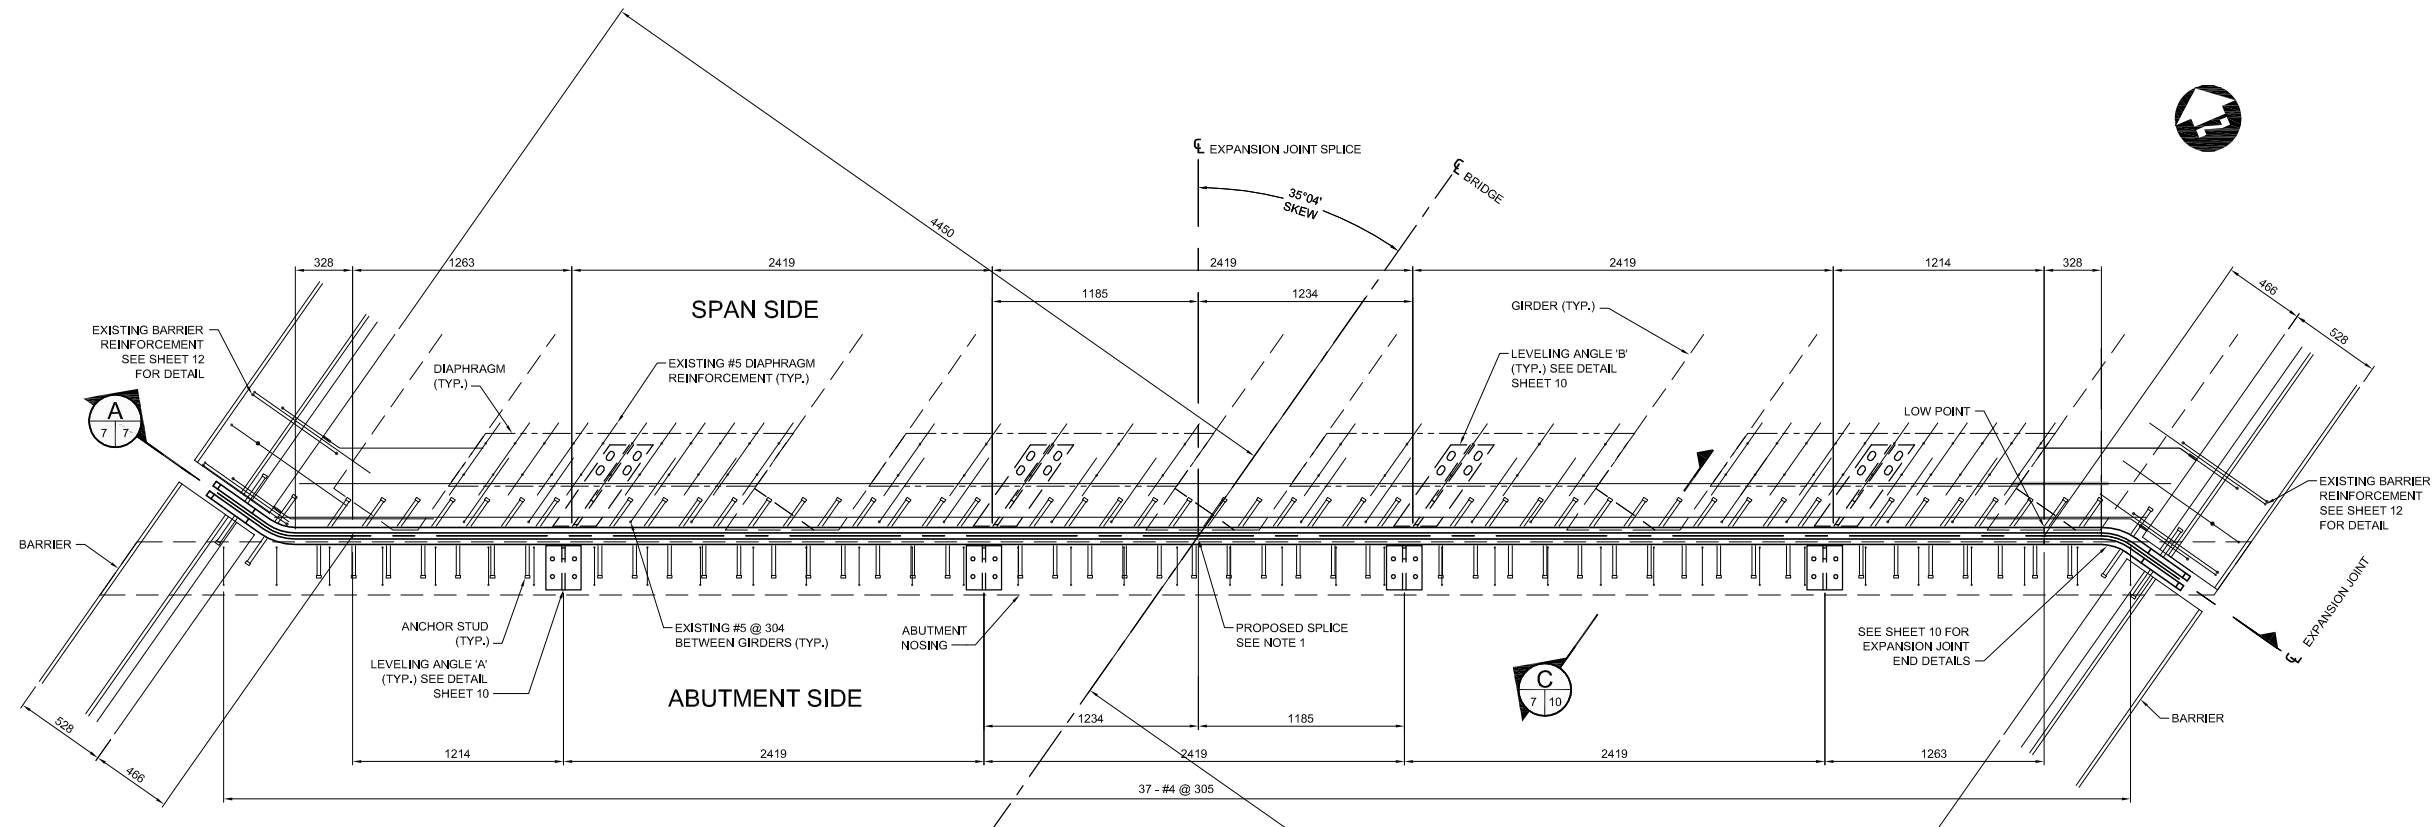 ℄ EXPANSION JOINT SPLICE
℄ BRIDGE
35°04'
SKEW
4450
328
1263
2419
2419
2419
1214
328
1185
1234
466
528
SPAN SIDE
GIRDER (TYP.)
EXISTING BARRIER
REINFORCEMENT
SEE SHEET 12
FOR DETAIL
DIAPHRAGM
(TYP.)
EXISTING #5 DIAPHRAGM
REINFORCEMENT (TYP.)
LEVELING ANGLE 'B'
(TYP.) SEE DETAIL
SHEET 10
LOW POINT
A
7 7
EXISTING BARRIER
REINFORCEMENT
SEE SHEET 12
FOR DETAIL
BARRIER
ANCHOR STUD
(TYP.)
EXISTING #5 @ 304
BETWEEN GIRDERS (TYP.)
ABUTMENT
NOSING
PROPOSED SPLICE
SEE NOTE 1
SEE SHEET 10 FOR
EXPANSION JOINT
END DETAILS
℄ EXPANSION JOINT
LEVELING ANGLE 'A'
(TYP.) SEE DETAIL
SHEET 10
ABUTMENT SIDE
C
7 10
BARRIER
528
466
1234
1185
1214
2419
2419
2419
1263
37 - #4 @ 305